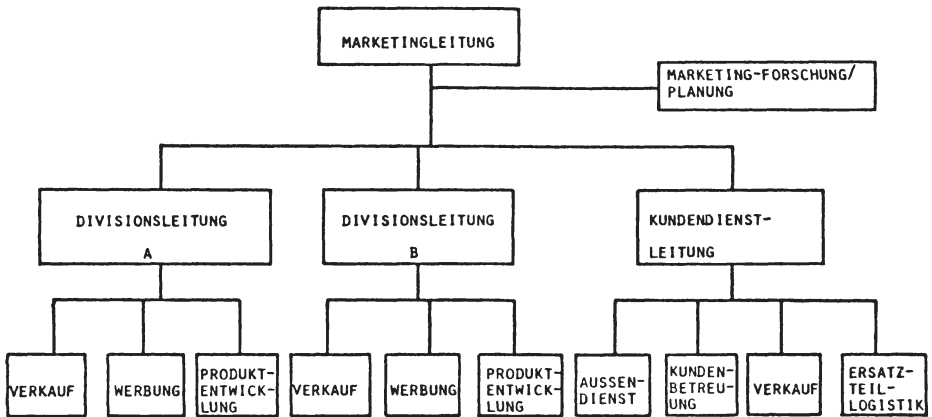 MARKETINGLEITUNG
MARKETING-FORSCHUNG/
PLANUNG
DIVISIONSLEITUNG
A
DIVISIONSLEITUNG
B
KUNDENDIENST-
LEITUNG
VERKAUF
WERBUNG
PRODUKT-
ENTWICK-
LUNG
VERKAUF
WERBUNG
PRODUKT-
ENTWICK-
LUNG
AUSSEN-
DIENST
KUNDEN-
BETREU-
UNG
VERKAUF
ERSATZ-
TEIL-
LOGISTIK